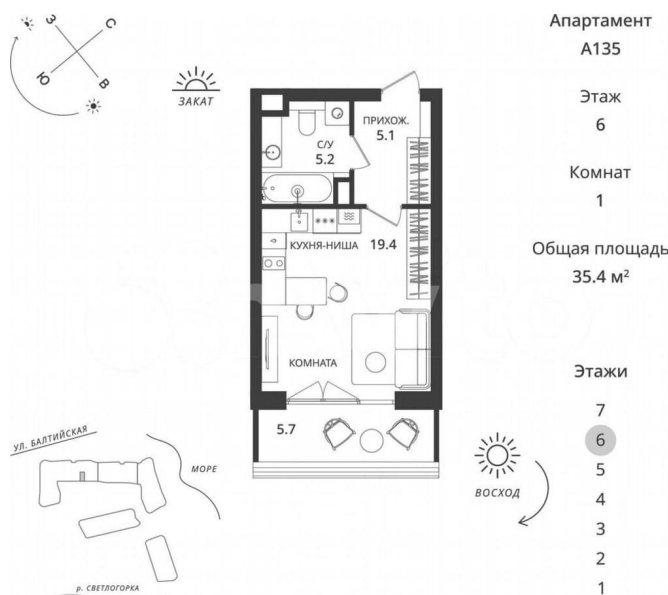 З
С
Ю
В
ЗАКАТ
Апартамент
А135
Этаж
6
Комнат
1
Общая площадь
35.4 м²
ПРИХОЖ.
5.1
С/У
5.2
КУХНЯ-НИША
19.4
КОМНАТА
5.7
УЛ. БАЛТИЙСКАЯ
МОРЕ
р. СВЕТЛОГОРКА
ВОСХОД
Этажи
7
6
5
4
3
2
1